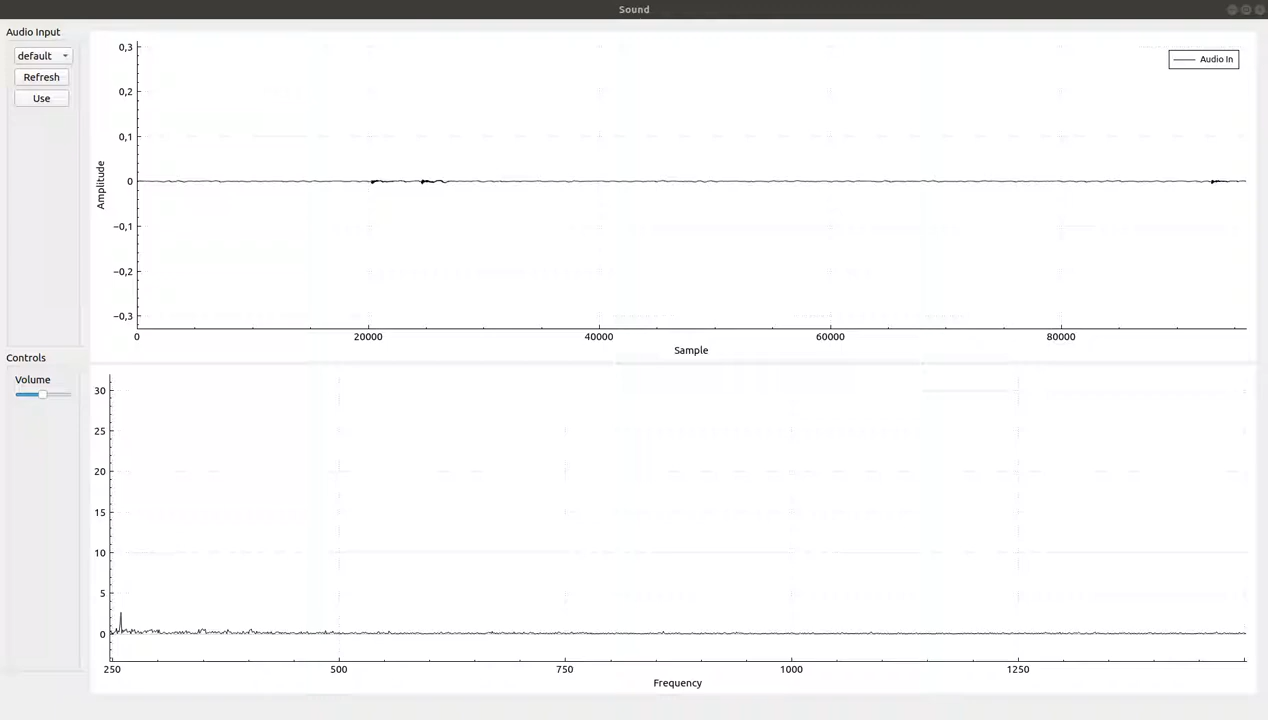 Sound
Audio Input
default
Refresh
Use
Controls
Volume
Audio In
Amplitude
0,3
0,2
0,1
0
−0,1
−0,2
−0,3
0 20000 40000 60000 80000
Sample
30
25
20
15
10
5
0
250 500 750 1000 1250
Frequency